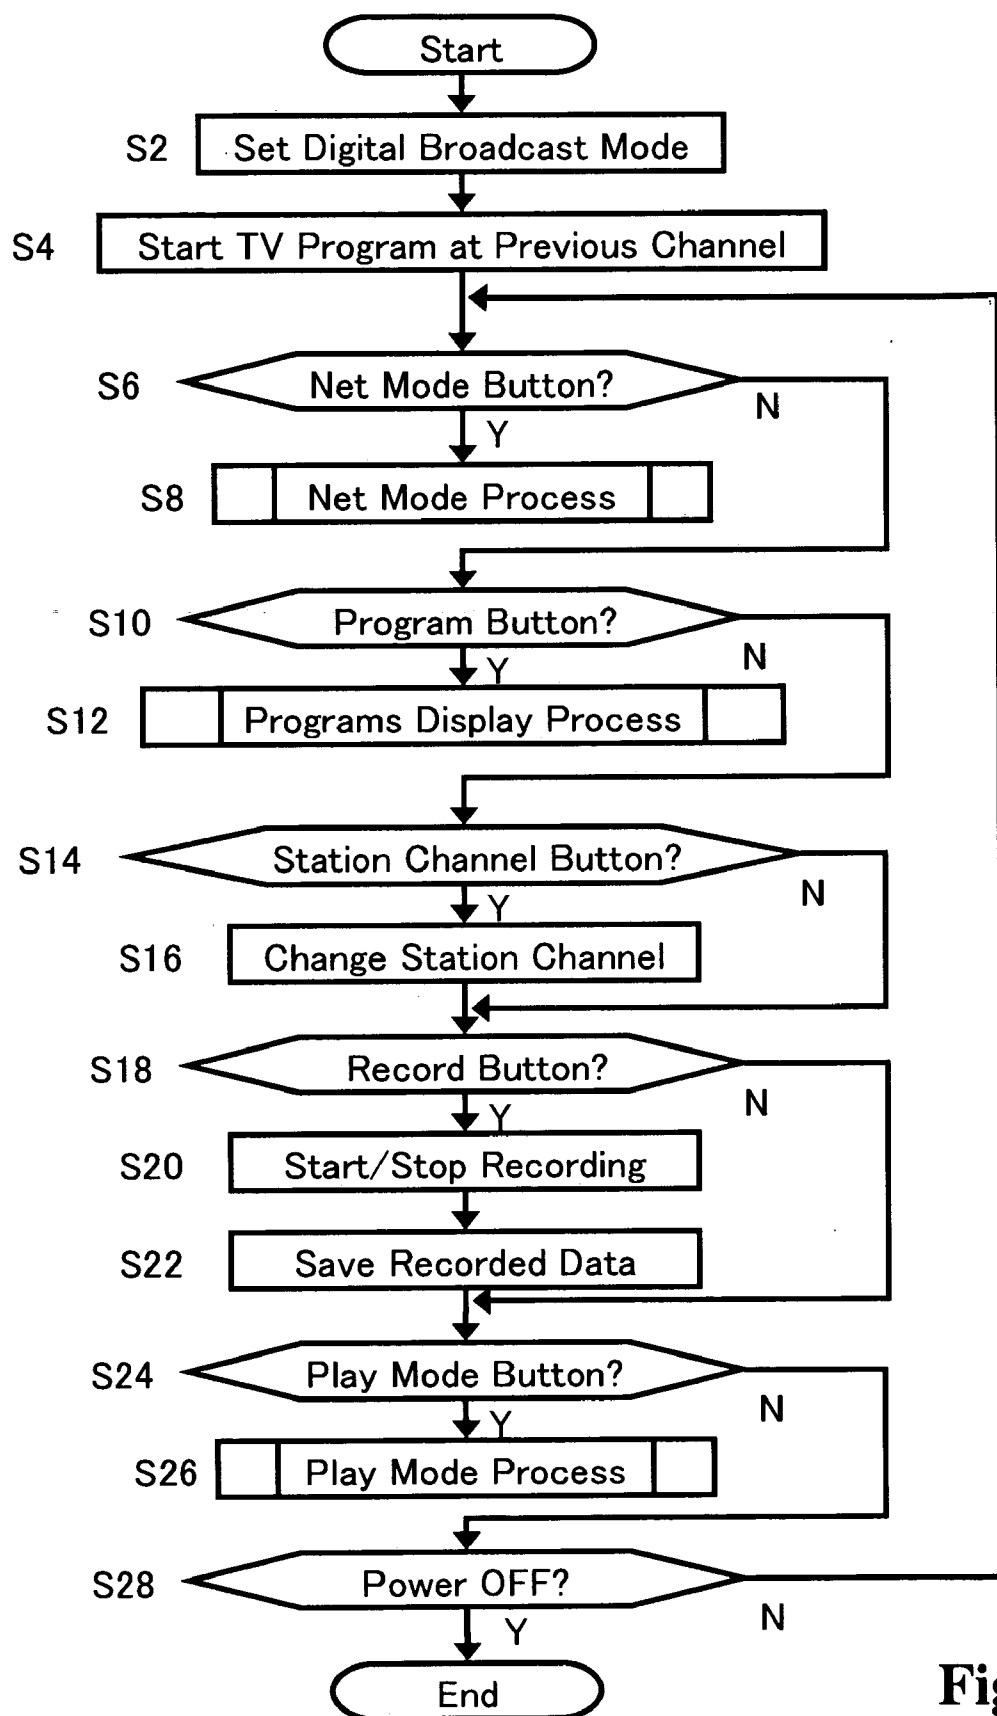 Start
S2 Set Digital Broadcast Mode
S4 Start TV Program at Previous Channel
S6 Net Mode Button?
N
Y
S8 Net Mode Process
S10 Program Button?
N
Y
S12 Programs Display Process
S14 Station Channel Button?
N
Y
S16 Change Station Channel
S18 Record Button?
N
Y
S20 Start/Stop Recording
S22 Save Recorded Data
S24 Play Mode Button?
N
Y
S26 Play Mode Process
S28 Power OFF?
N
Y
End
Fig